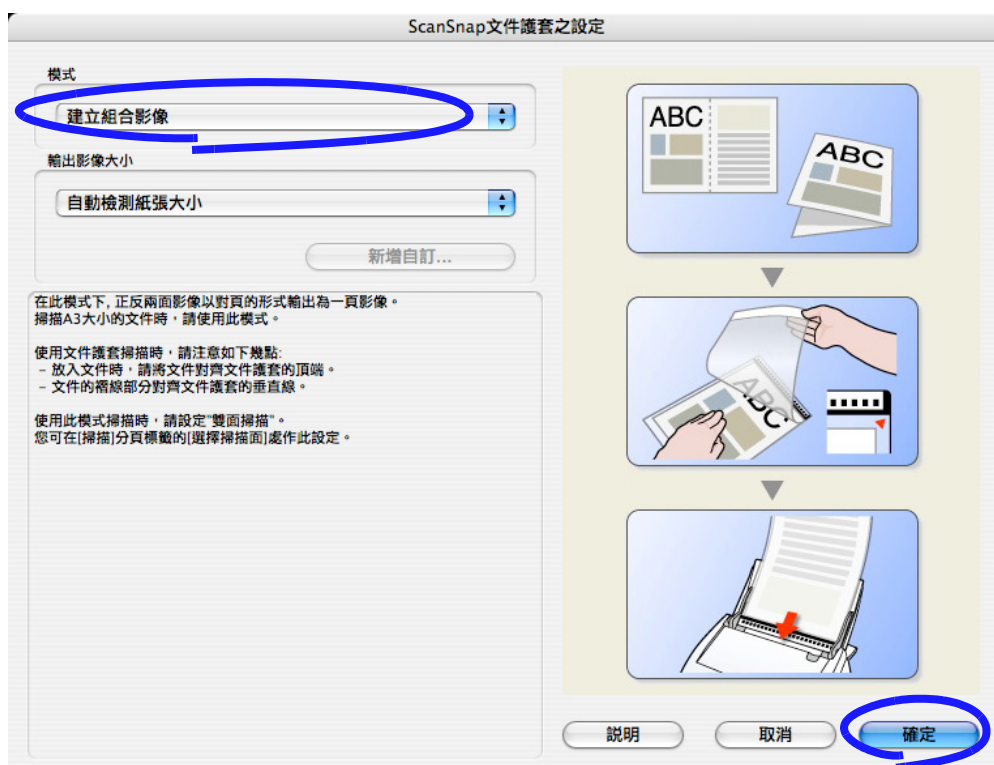 ScanSnap文件護套之設定
模式
建立組合影像
輸出影像大小
自動檢測紙張大小
新增自訂...
在此模式下, 正反兩面影像以對頁的形式輸出為一頁影像。
掃描A3大小的文件時，請使用此模式。
使用文件護套掃描時，請注意如下幾點:
– 放入文件時，請將文件對齊文件護套的頂端。
– 文件的褶線部分對齊文件護套的垂直線。
使用此模式掃描時，請設定"雙面掃描"。
您可在[掃描]分頁標籤的[選擇掃描面]處作此設定。
ABC
ABC
ABC
說明
取消
確定